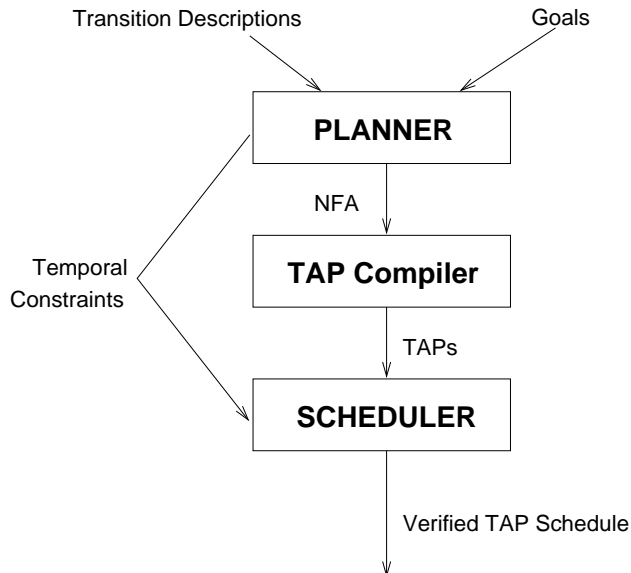 Transition Descriptions
Goals
PLANNER
NFA
TAP Compiler
Temporal
Constraints
TAPs
SCHEDULER
Verified TAP Schedule